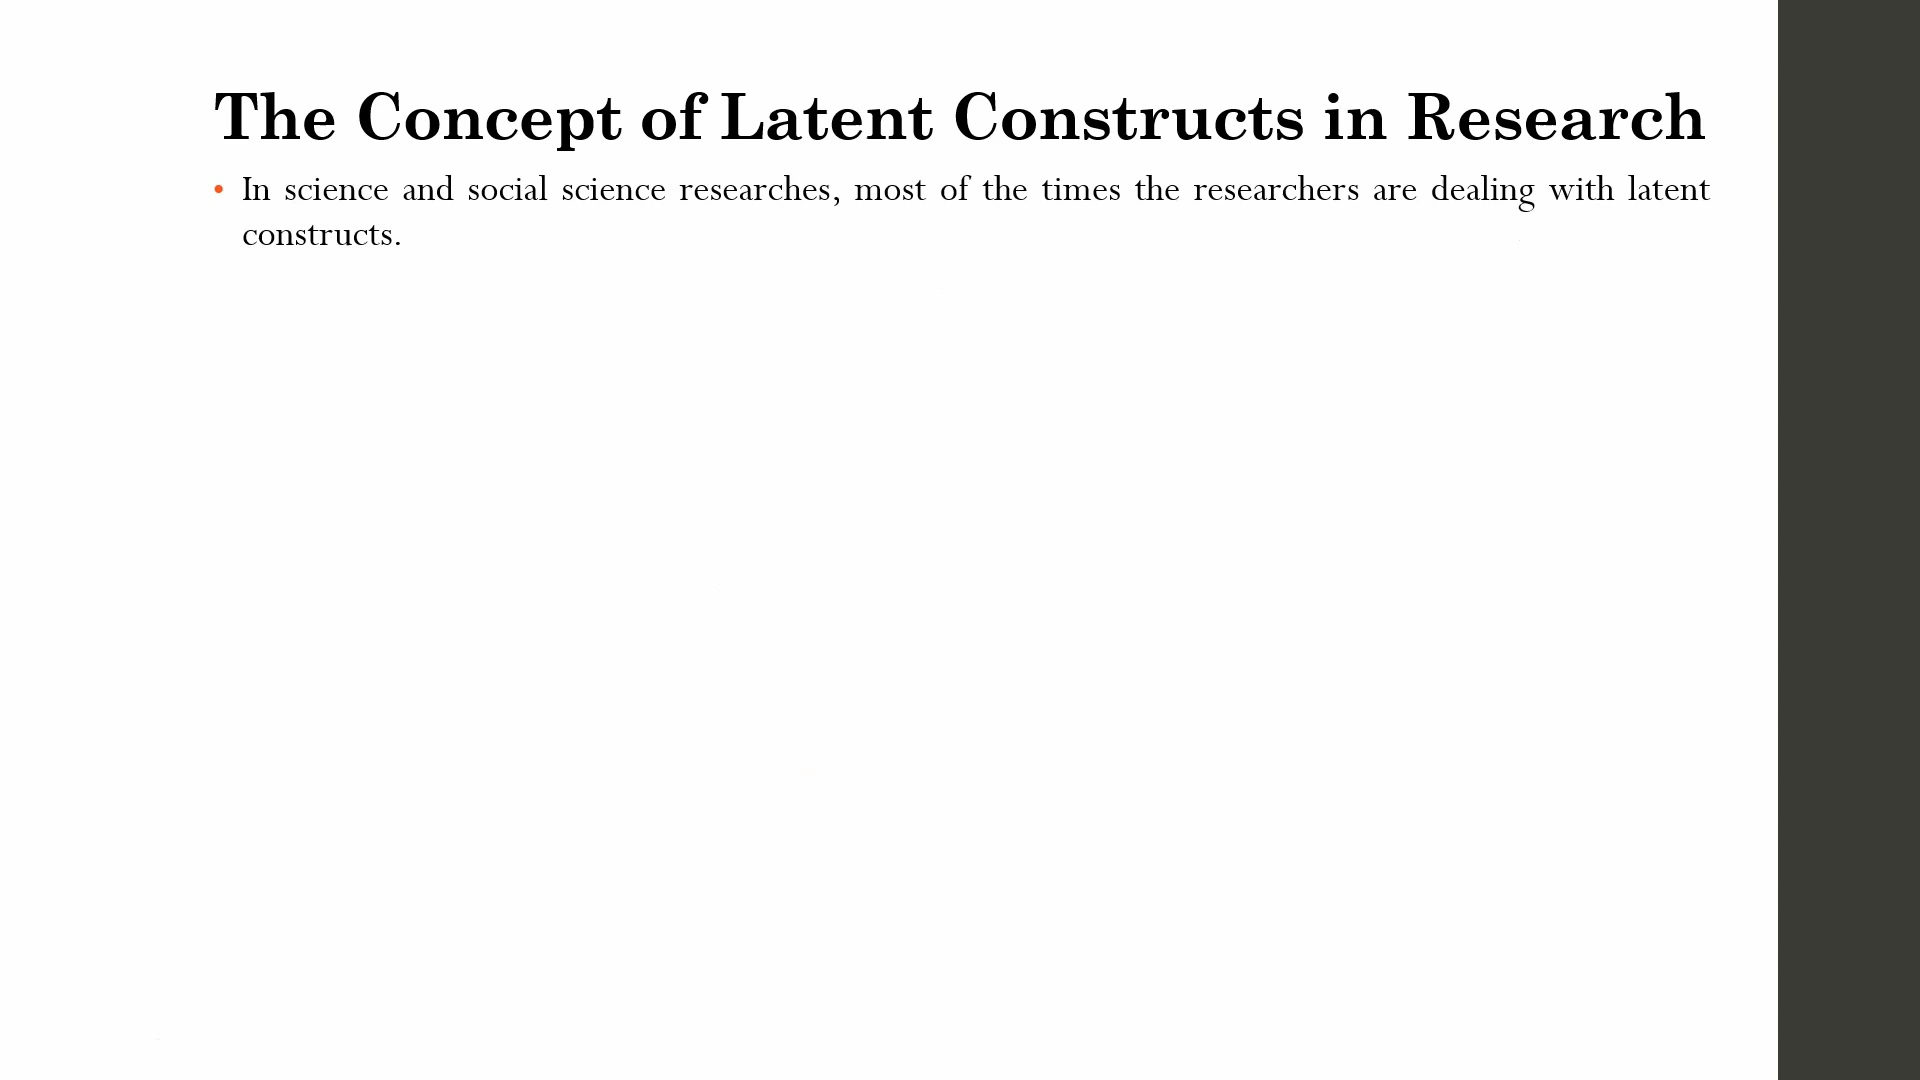 The Concept of Latent Constructs in Research
• In science and social science researches, most of the times the researchers are dealing with latent
constructs.